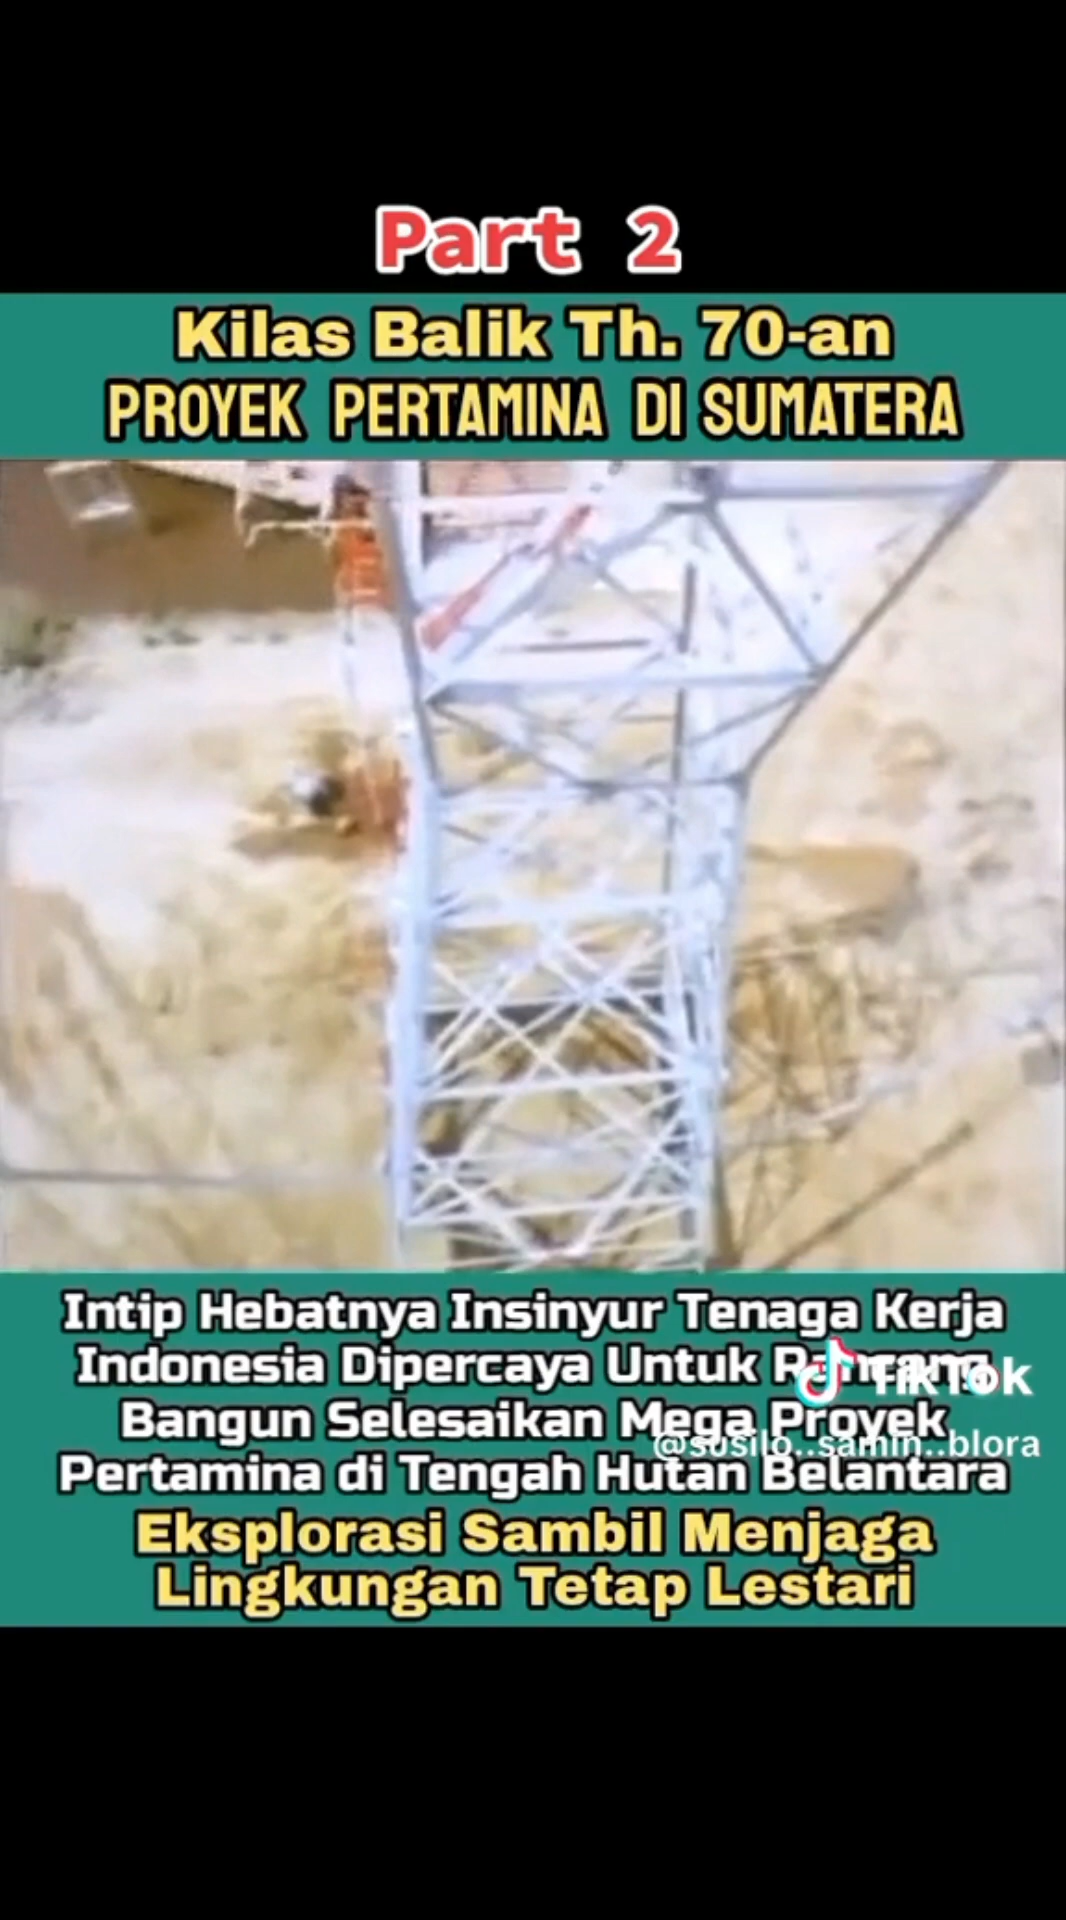 Part 2
Kilas Balik Th. 70-an
PROYEK PERTAMINA DI SUMATERA
Intip Hebatnya Insinyur Tenaga Kerja
Indonesia Dipercaya Untuk Rancang
TikTok
Bangun Selesaikan Mega Proyek
@susilo..samin..blora
Pertamina di Tengah Hutan Belantara
Eksplorasi Sambil Menjaga
Lingkungan Tetap Lestari